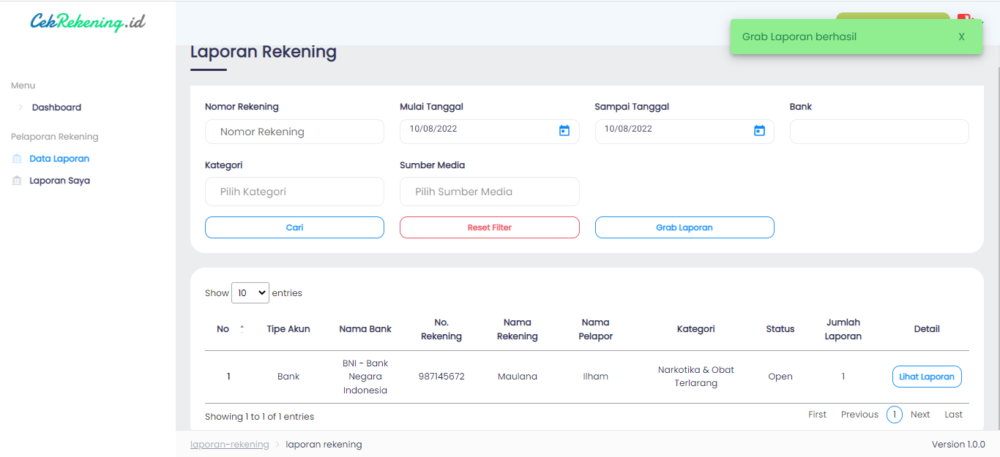 CekRekening.id
Grab Laporan berhasil X
Menu
Dashboard
Pelaporan Rekening
Data Laporan
Laporan Saya
Laporan Rekening
Nomor Rekening Mulai Tanggal Sampai Tanggal Bank
Nomor Rekening 10/08/2022 10/08/2022
Kategori Sumber Media
Pilih Kategori Pilih Sumber Media
Cari Reset Filter Grab Laporan
Show 10 entries
No Tipe Akun Nama Bank No. Rekening Nama Rekening Nama Pelapor Kategori Status Jumlah Laporan Detail
1 Bank BNI - Bank Negara Indonesia 987145672 Maulana Ilham Narkotika & Obat Terlarang Open 1 Lihat Laporan
Showing 1 to 1 of 1 entries
First Previous 1 Next Last
laporan-rekening > laporan rekening
Version 1.0.0